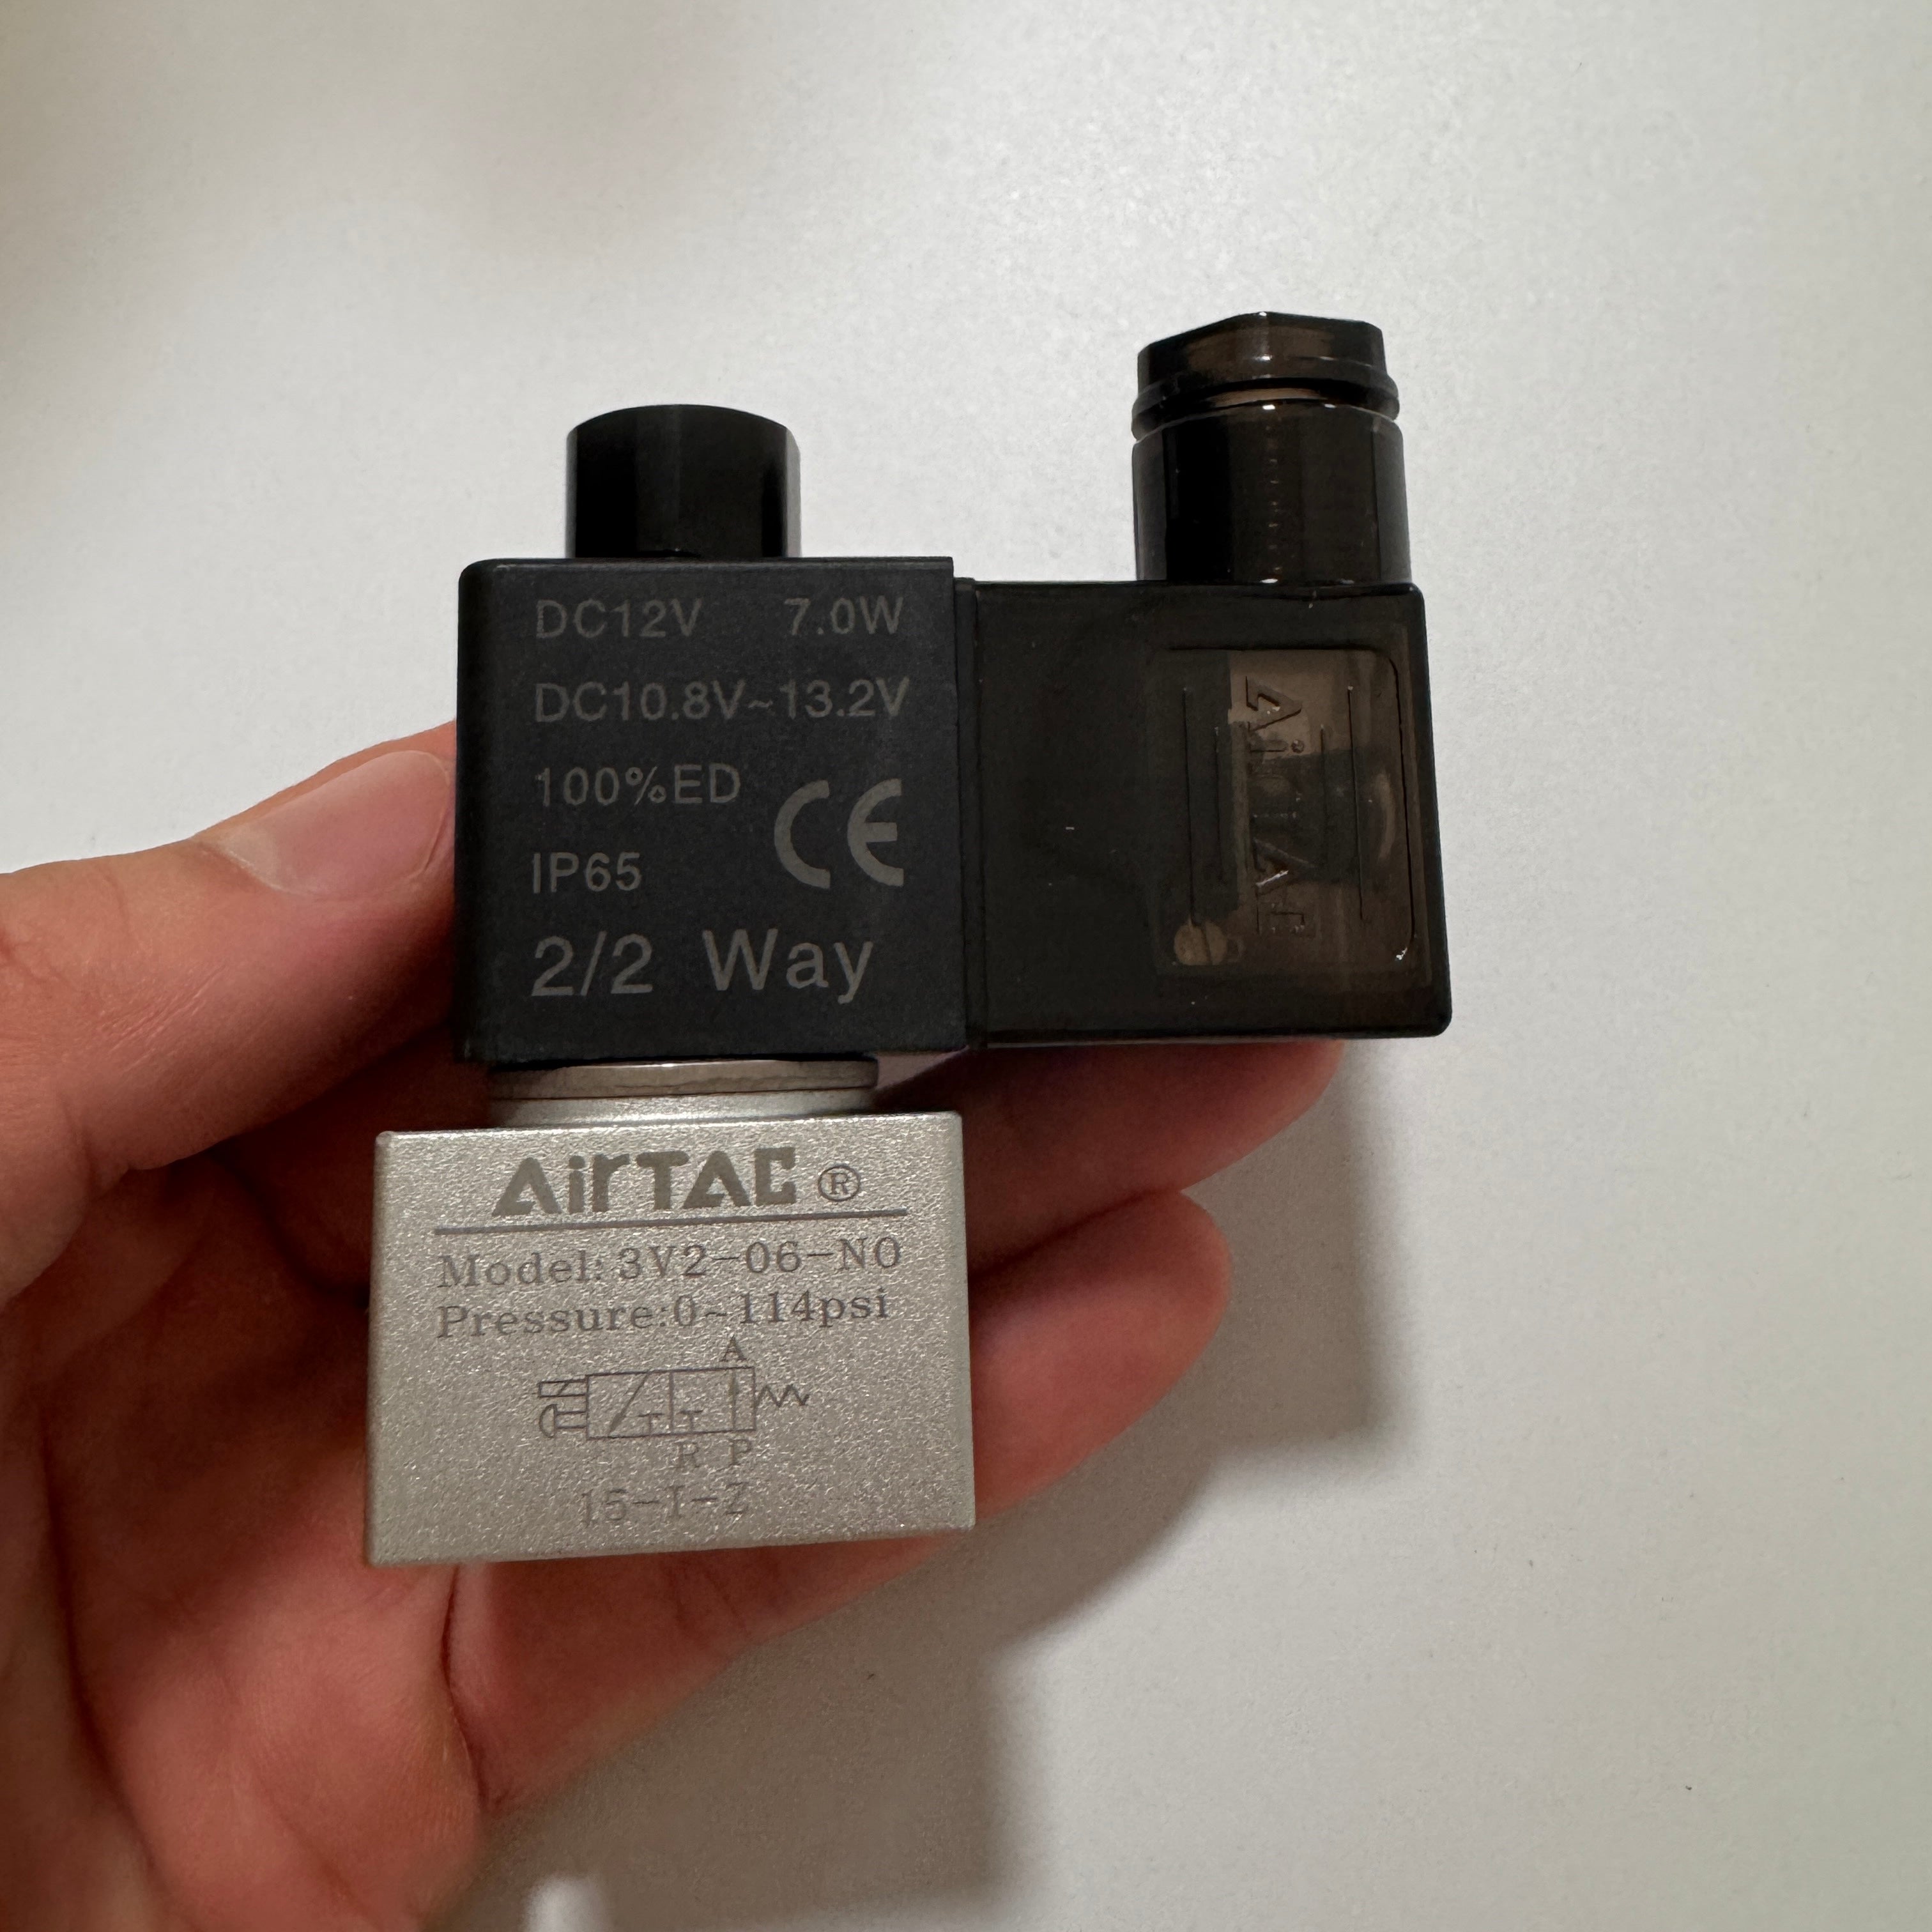 DC12V 7.0W
DC10.8V~13.2V
100%ED
IP65
CE
2/2 Way
AirTAC
AirTAC ®
Model: 3V2-06-NO
Pressure:0~114psi
A
R P
15-I-Z